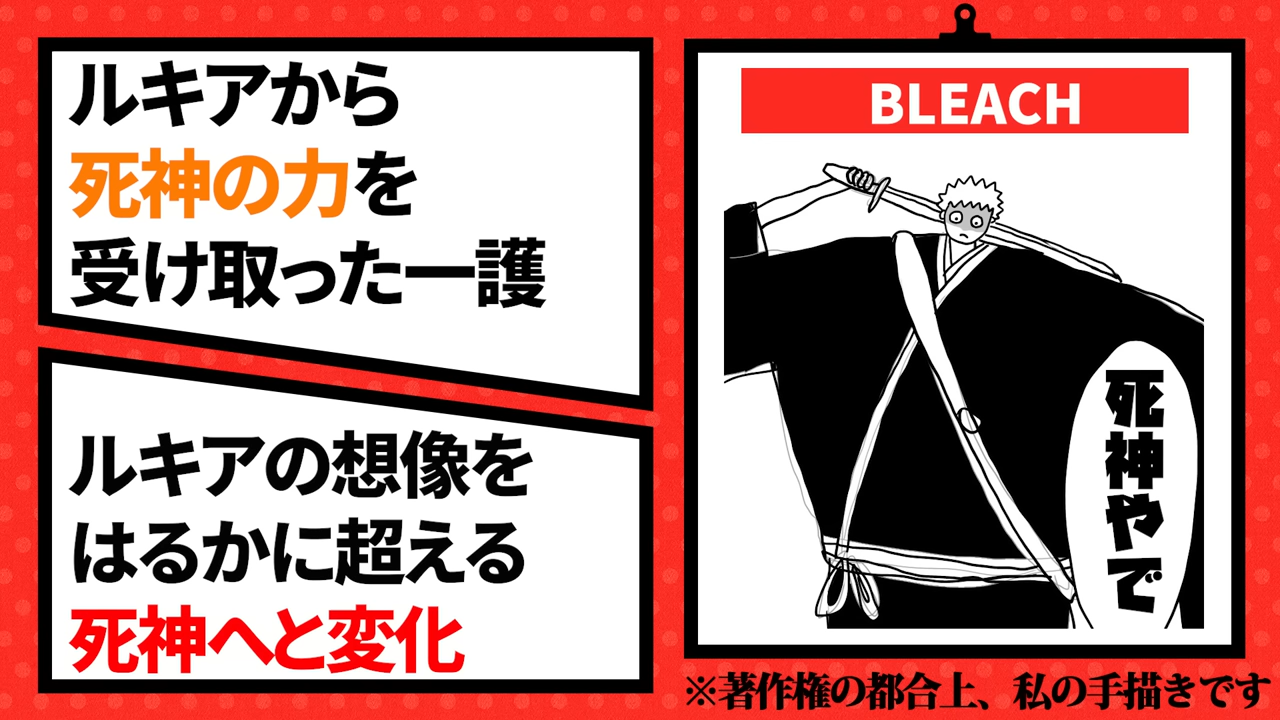 ルキアから
死神の力を
受け取った一護
ルキアの想像を
はるかに超える
死神へと変化
BLEACH
死神やで
※著作権の都合上、私の手描きです